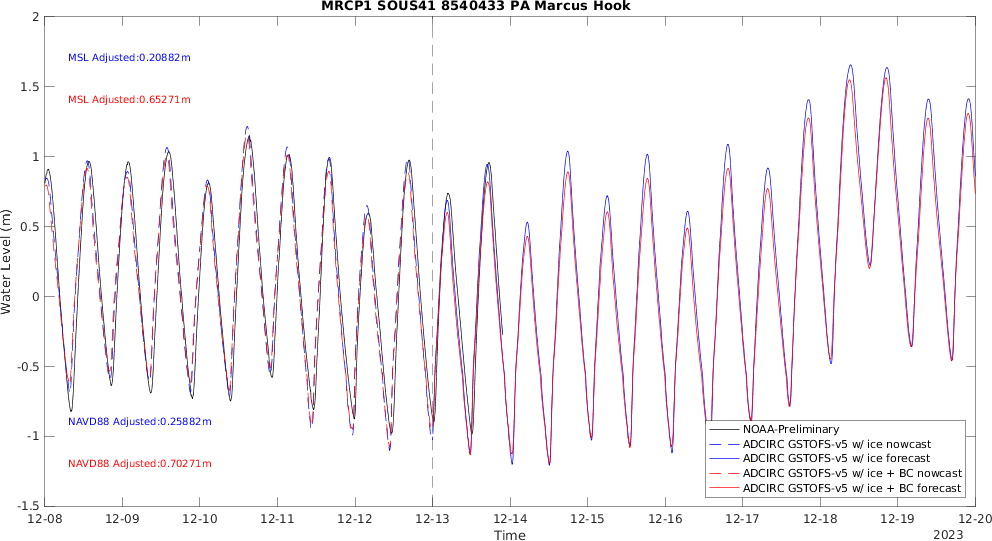 MRCP1 SOUS41 8540433 PA Marcus Hook
2
1.5
1
0.5
0
-0.5
-1
-1.5
Water Level (m)
MSL Adjusted:0.20882m
MSL Adjusted:0.65271m
NAVD88 Adjusted:0.25882m
NAVD88 Adjusted:0.70271m
NOAA-Preliminary
ADCIRC GSTOFS-v5 w/ ice nowcast
ADCIRC GSTOFS-v5 w/ ice forecast
ADCIRC GSTOFS-v5 w/ ice + BC nowcast
ADCIRC GSTOFS-v5 w/ ice + BC forecast
12-08 12-09 12-10 12-11 12-12 12-13 12-14 12-15 12-16 12-17 12-18 12-19 12-20
Time
2023